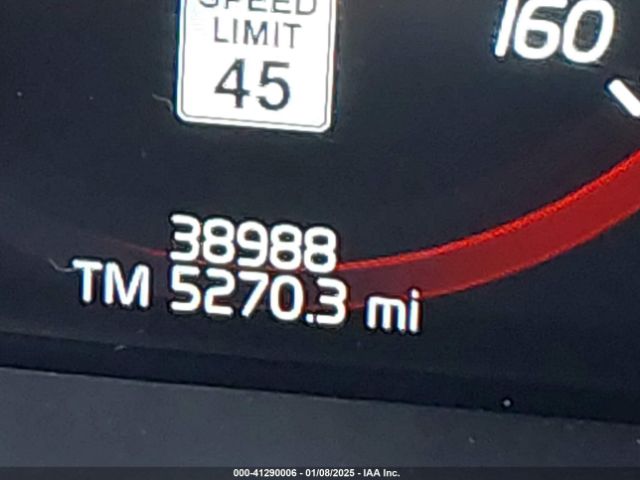 SPEED
LIMIT
45
160
38988
TM 5270.3 mi
000-41290006 - 01/08/2025 - IAA Inc.